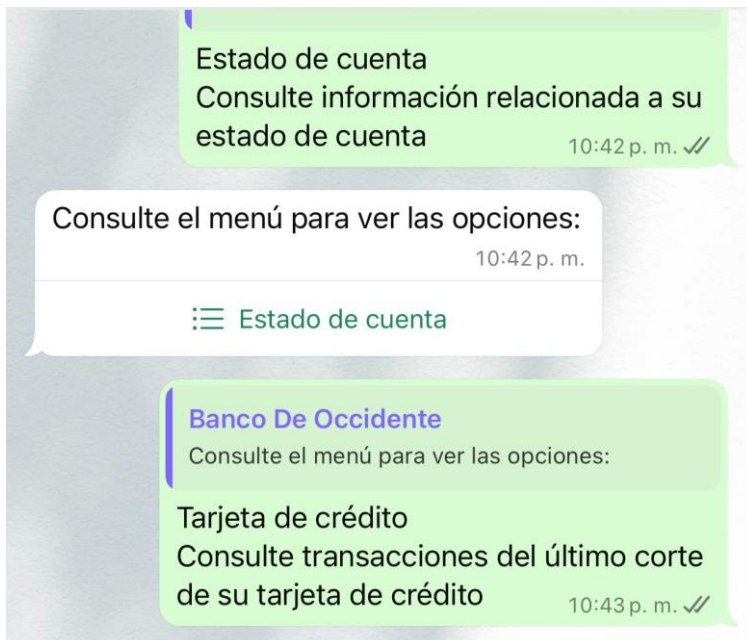 Estado de cuenta
Consulte información relacionada a su
estado de cuenta
10:42 p. m.
Consulte el menú para ver las opciones:
10:42 p. m.
Estado de cuenta
Banco De Occidente
Consulte el menú para ver las opciones:
Tarjeta de crédito
Consulte transacciones del último corte
de su tarjeta de crédito
10:43 p. m.